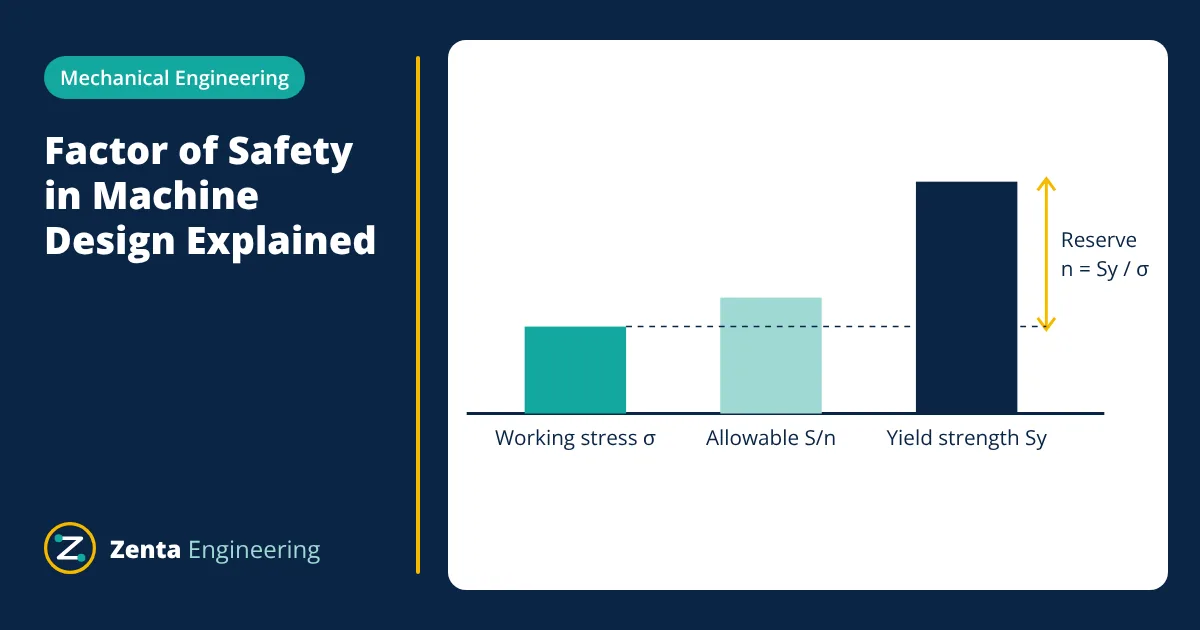 Mechanical Engineering
Factor of Safety
in Machine
Design Explained
Reserve
n = Sy / σ
Working stress σ
Allowable S/n
Yield strength Sy
Z
Zenta Engineering